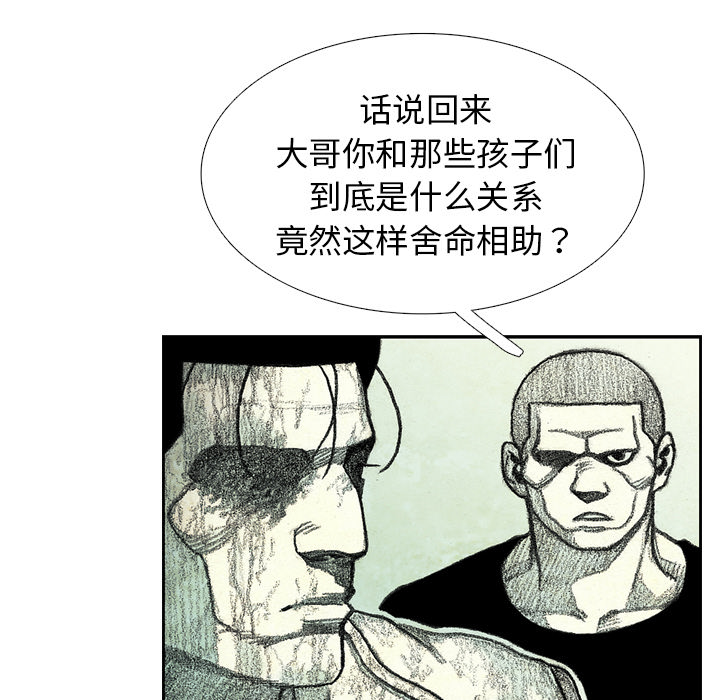 话说回来
大哥你和那些孩子们
到底是什么关系
竟然这样舍命相助？